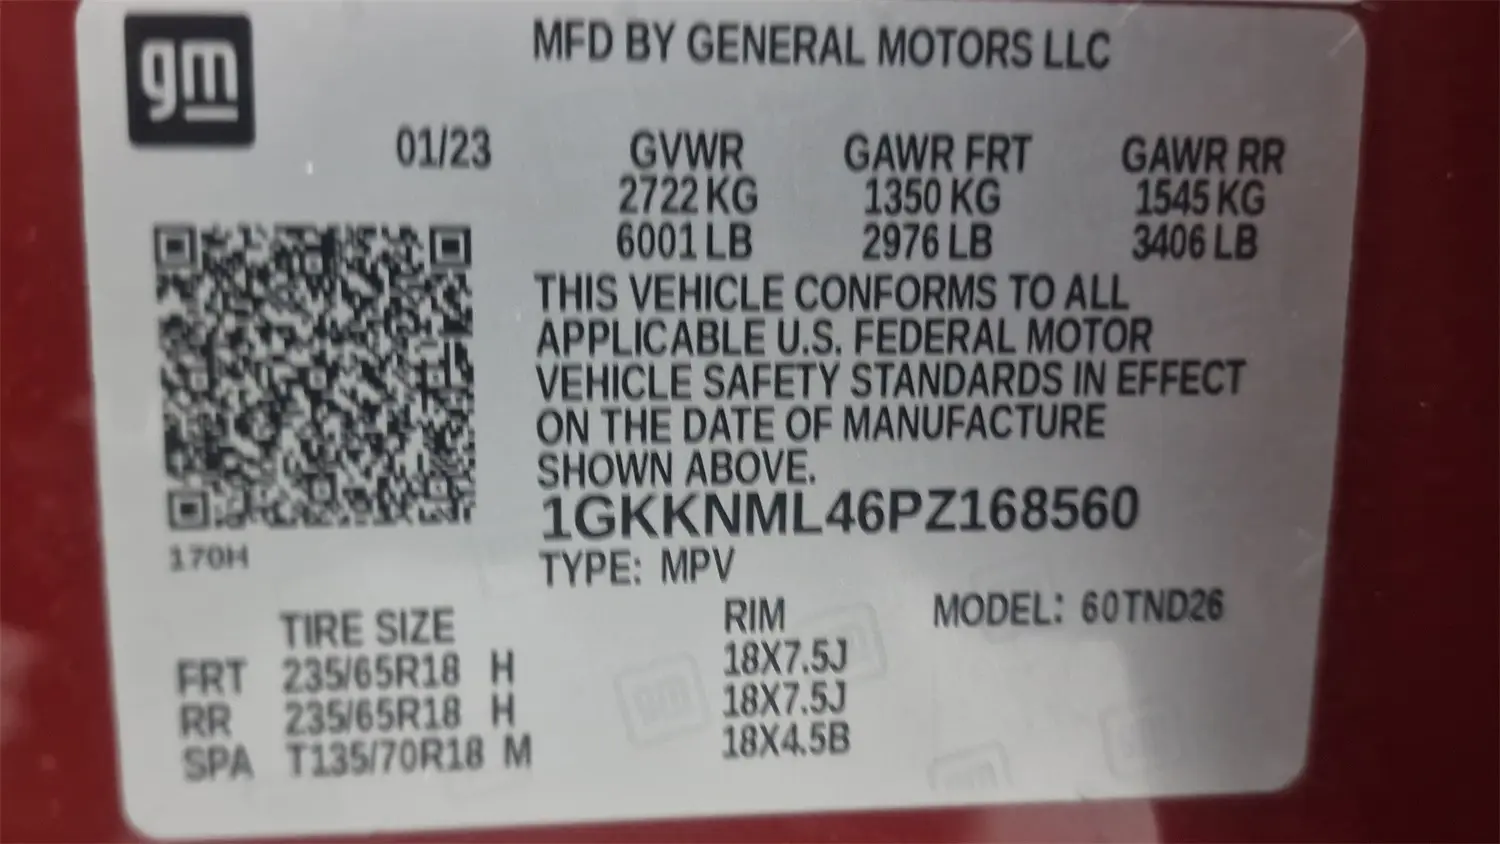 gm
MFD BY GENERAL MOTORS LLC
01/23 GVWR GAWR FRT GAWR RR
2722 KG 1350 KG 1545 KG
6001 LB 2976 LB 3406 LB
THIS VEHICLE CONFORMS TO ALL
APPLICABLE U.S. FEDERAL MOTOR
VEHICLE SAFETY STANDARDS IN EFFECT
ON THE DATE OF MANUFACTURE
SHOWN ABOVE.
1GKKNML46PZ168560
170H
TYPE: MPV
TIRE SIZE RIM MODEL: 60TND26
FRT 235/65R18 H 18X7.5J
RR 235/65R18 H 18X7.5J
SPA T135/70R18 M 18X4.5B
gm